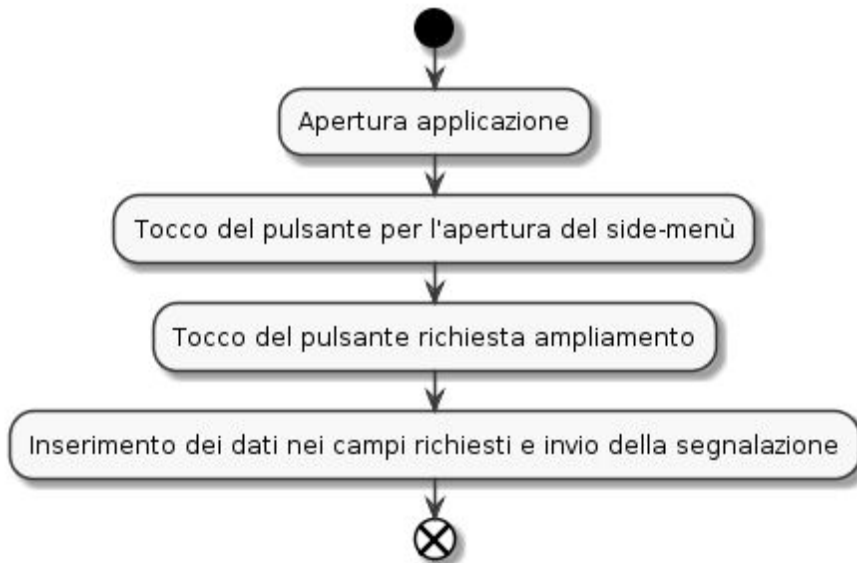 Apertura applicazione
Tocco del pulsante per l'apertura del side-menù
Tocco del pulsante richiesta ampliamento
Inserimento dei dati nei campi richiesti e invio della segnalazione